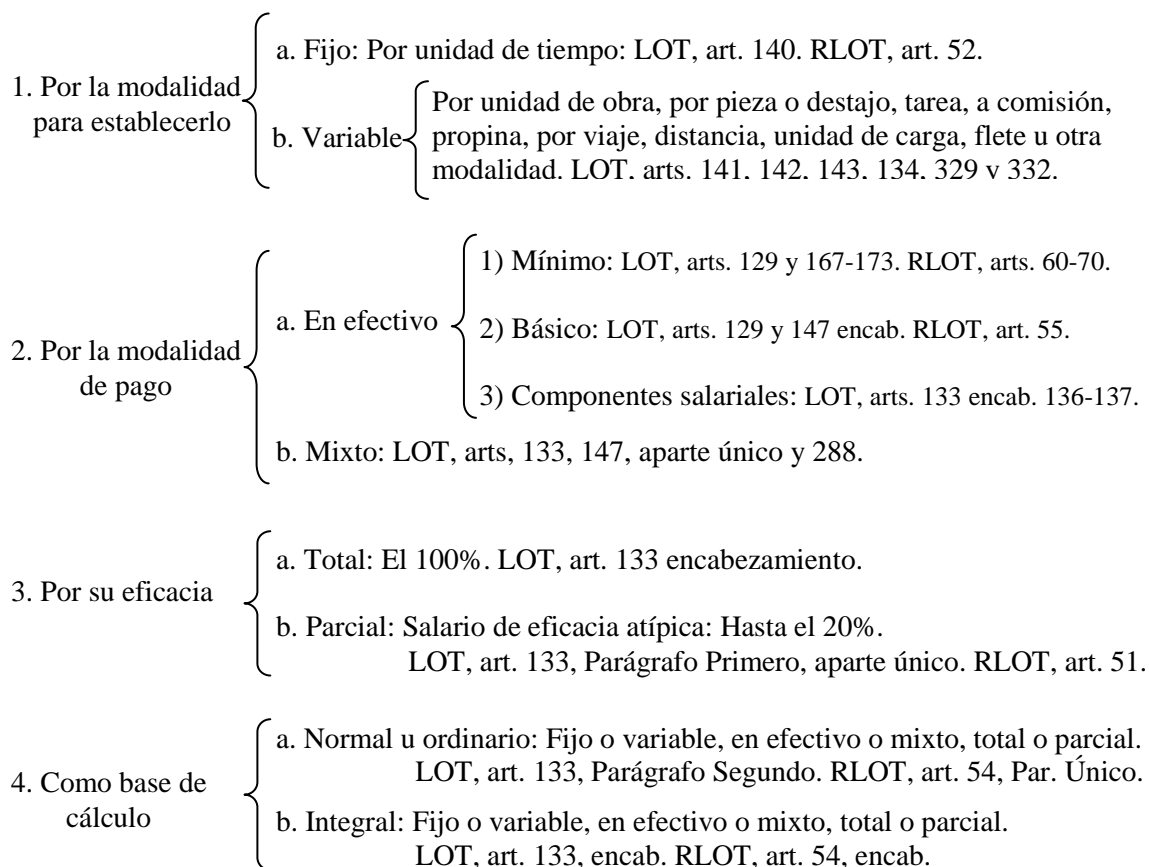 a. Fijo: Por unidad de tiempo: LOT, art. 140. RLOT, art. 52.
1. Por la modalidad
para establecerlo
b. Variable
Por unidad de obra, por pieza o destajo, tarea, a comisión,
propina, por viaje, distancia, unidad de carga, flete u otra
modalidad. LOT, arts. 141, 142, 143, 134, 329 y 332.
2. Por la modalidad
de pago
a. En efectivo
1) Mínimo: LOT, arts. 129 y 167-173. RLOT, arts. 60-70.
2) Básico: LOT, arts. 129 y 147 encab. RLOT, art. 55.
3) Componentes salariales: LOT, arts. 133 encab. 136-137.
b. Mixto: LOT, arts, 133, 147, aparte único y 288.
3. Por su eficacia
a. Total: El 100%. LOT, art. 133 encabezamiento.
b. Parcial: Salario de eficacia atípica: Hasta el 20%.
LOT, art. 133, Parágrafo Primero, aparte único. RLOT, art. 51.
4. Como base de
cálculo
a. Normal u ordinario: Fijo o variable, en efectivo o mixto, total o parcial.
LOT, art. 133, Parágrafo Segundo. RLOT, art. 54, Par. Único.
b. Integral: Fijo o variable, en efectivo o mixto, total o parcial.
LOT, art. 133, encab. RLOT, art. 54, encab.